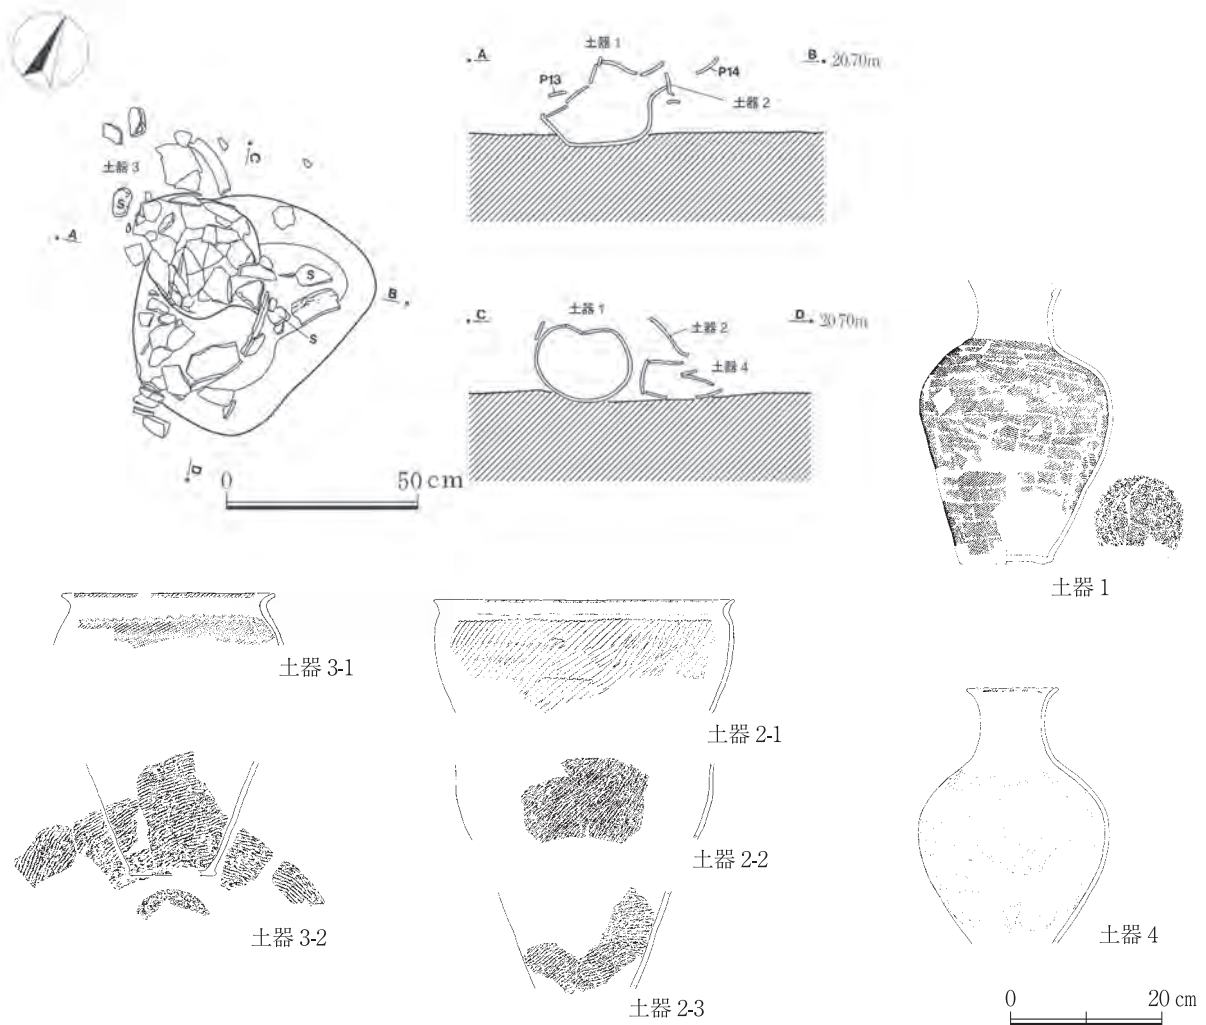 A
土器 1
B
20.70m
P13
P14
土器 2
土器 3
C
S
A
S
B
S
D
0 50 cm
C
土器 1
土器 2
土器 4
D
20.70m
土器 1
土器 3-1
土器 2-1
土器 2-2
土器 3-2
土器 4
土器 2-3
0 20 cm